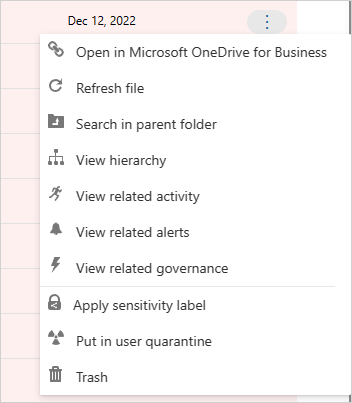 Dec 12, 2022
Open in Microsoft OneDrive for Business
Refresh file
Search in parent folder
View hierarchy
View related activity
View related alerts
View related governance
Apply sensitivity label
Put in user quarantine
Trash